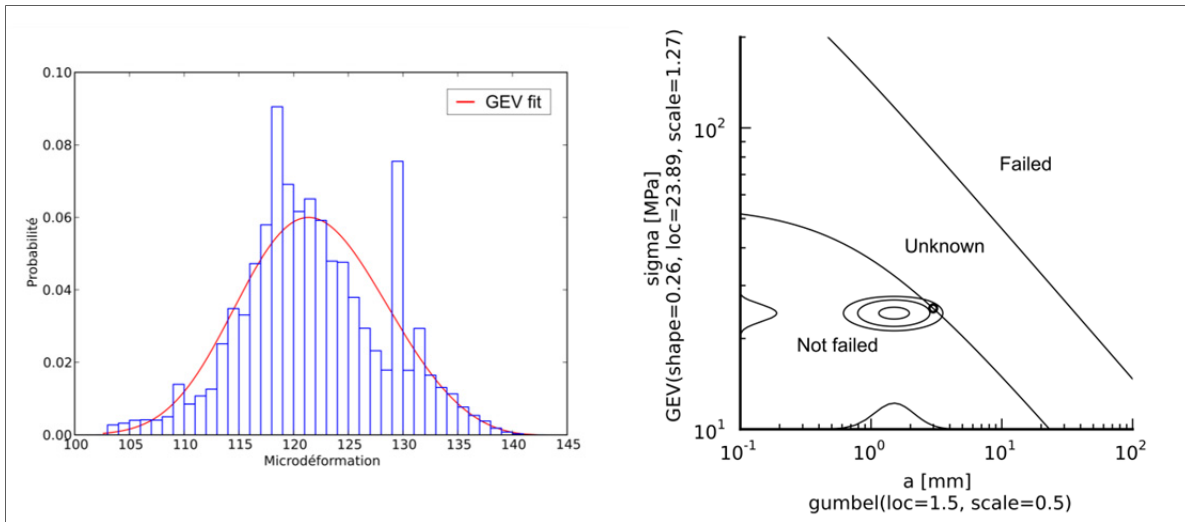 0.10
0.08
0.06
0.04
0.02
0.00
Probabilité
GEV fit
100 105 110 115 120 125 130 135 140 145
Microdéformation
GEV(shape=0.26, loc=23.89, scale=1.27)
sigma [MPa]
10²
10¹
Failed
Unknown
Not failed
10⁻¹ 10⁰ 10¹ 10²
a [mm]
gumbel(loc=1.5, scale=0.5)